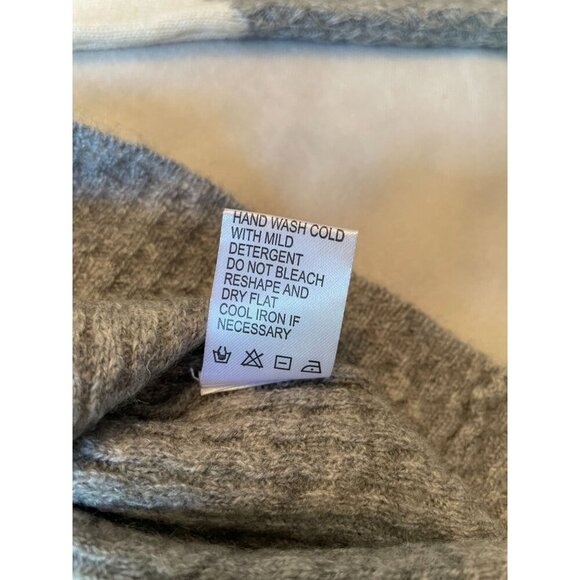 HAND WASH COLD
WITH MILD
DETERGENT
DO NOT BLEACH
RESHAPE AND
DRY FLAT
COOL IRON IF
NECESSARY